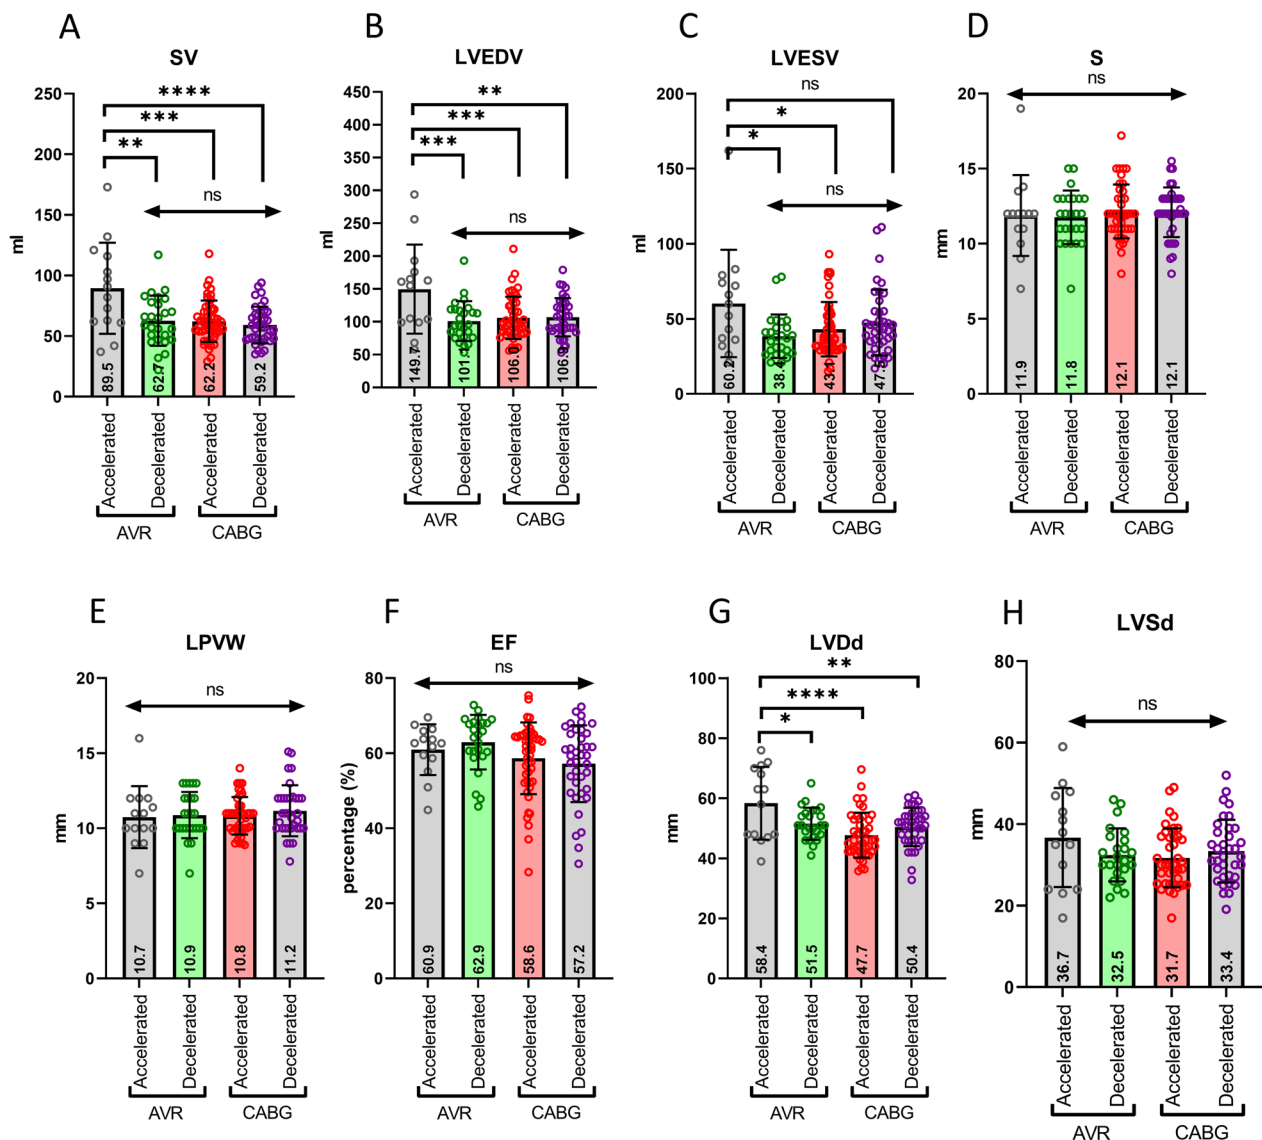 A
SV
ml
250
200
150
100
50
0
****
***
**
ns
89.5
62.7
62.2
59.2
Accelerated
Decelerated
Accelerated
Decelerated
AVR
CABG
B
LVEDV
ml
450
400
350
300
250
200
150
100
50
0
**
***
***
ns
149.7
106.0
Accelerated
Decelerated
Accelerated
Decelerated
AVR
CABG
C
LVESV
ml
200
150
100
50
0
ns
*
*
ns
60.2
38.4
Accelerated
Decelerated
Accelerated
Decelerated
AVR
CABG
D
S
mm
20
15
10
5
0
ns
11.9
11.8
12.1
12.1
Accelerated
Decelerated
Accelerated
Decelerated
AVR
CABG
E
LPVW
mm
20
15
10
5
0
ns
10.7
10.9
10.8
11.2
Accelerated
Decelerated
Accelerated
Decelerated
AVR
CABG
F
EF
percentage (%)
80
60
40
20
0
ns
60.9
62.9
58.6
57.2
Accelerated
Decelerated
Accelerated
Decelerated
AVR
CABG
G
LVDd
mm
100
80
60
40
20
0
**
****
*
58.4
51.5
47.7
50.4
Accelerated
Decelerated
Accelerated
Decelerated
AVR
CABG
H
LVSd
mm
80
60
40
20
0
ns
36.7
32.5
31.7
33.4
Accelerated
Decelerated
Accelerated
Decelerated
AVR
CABG